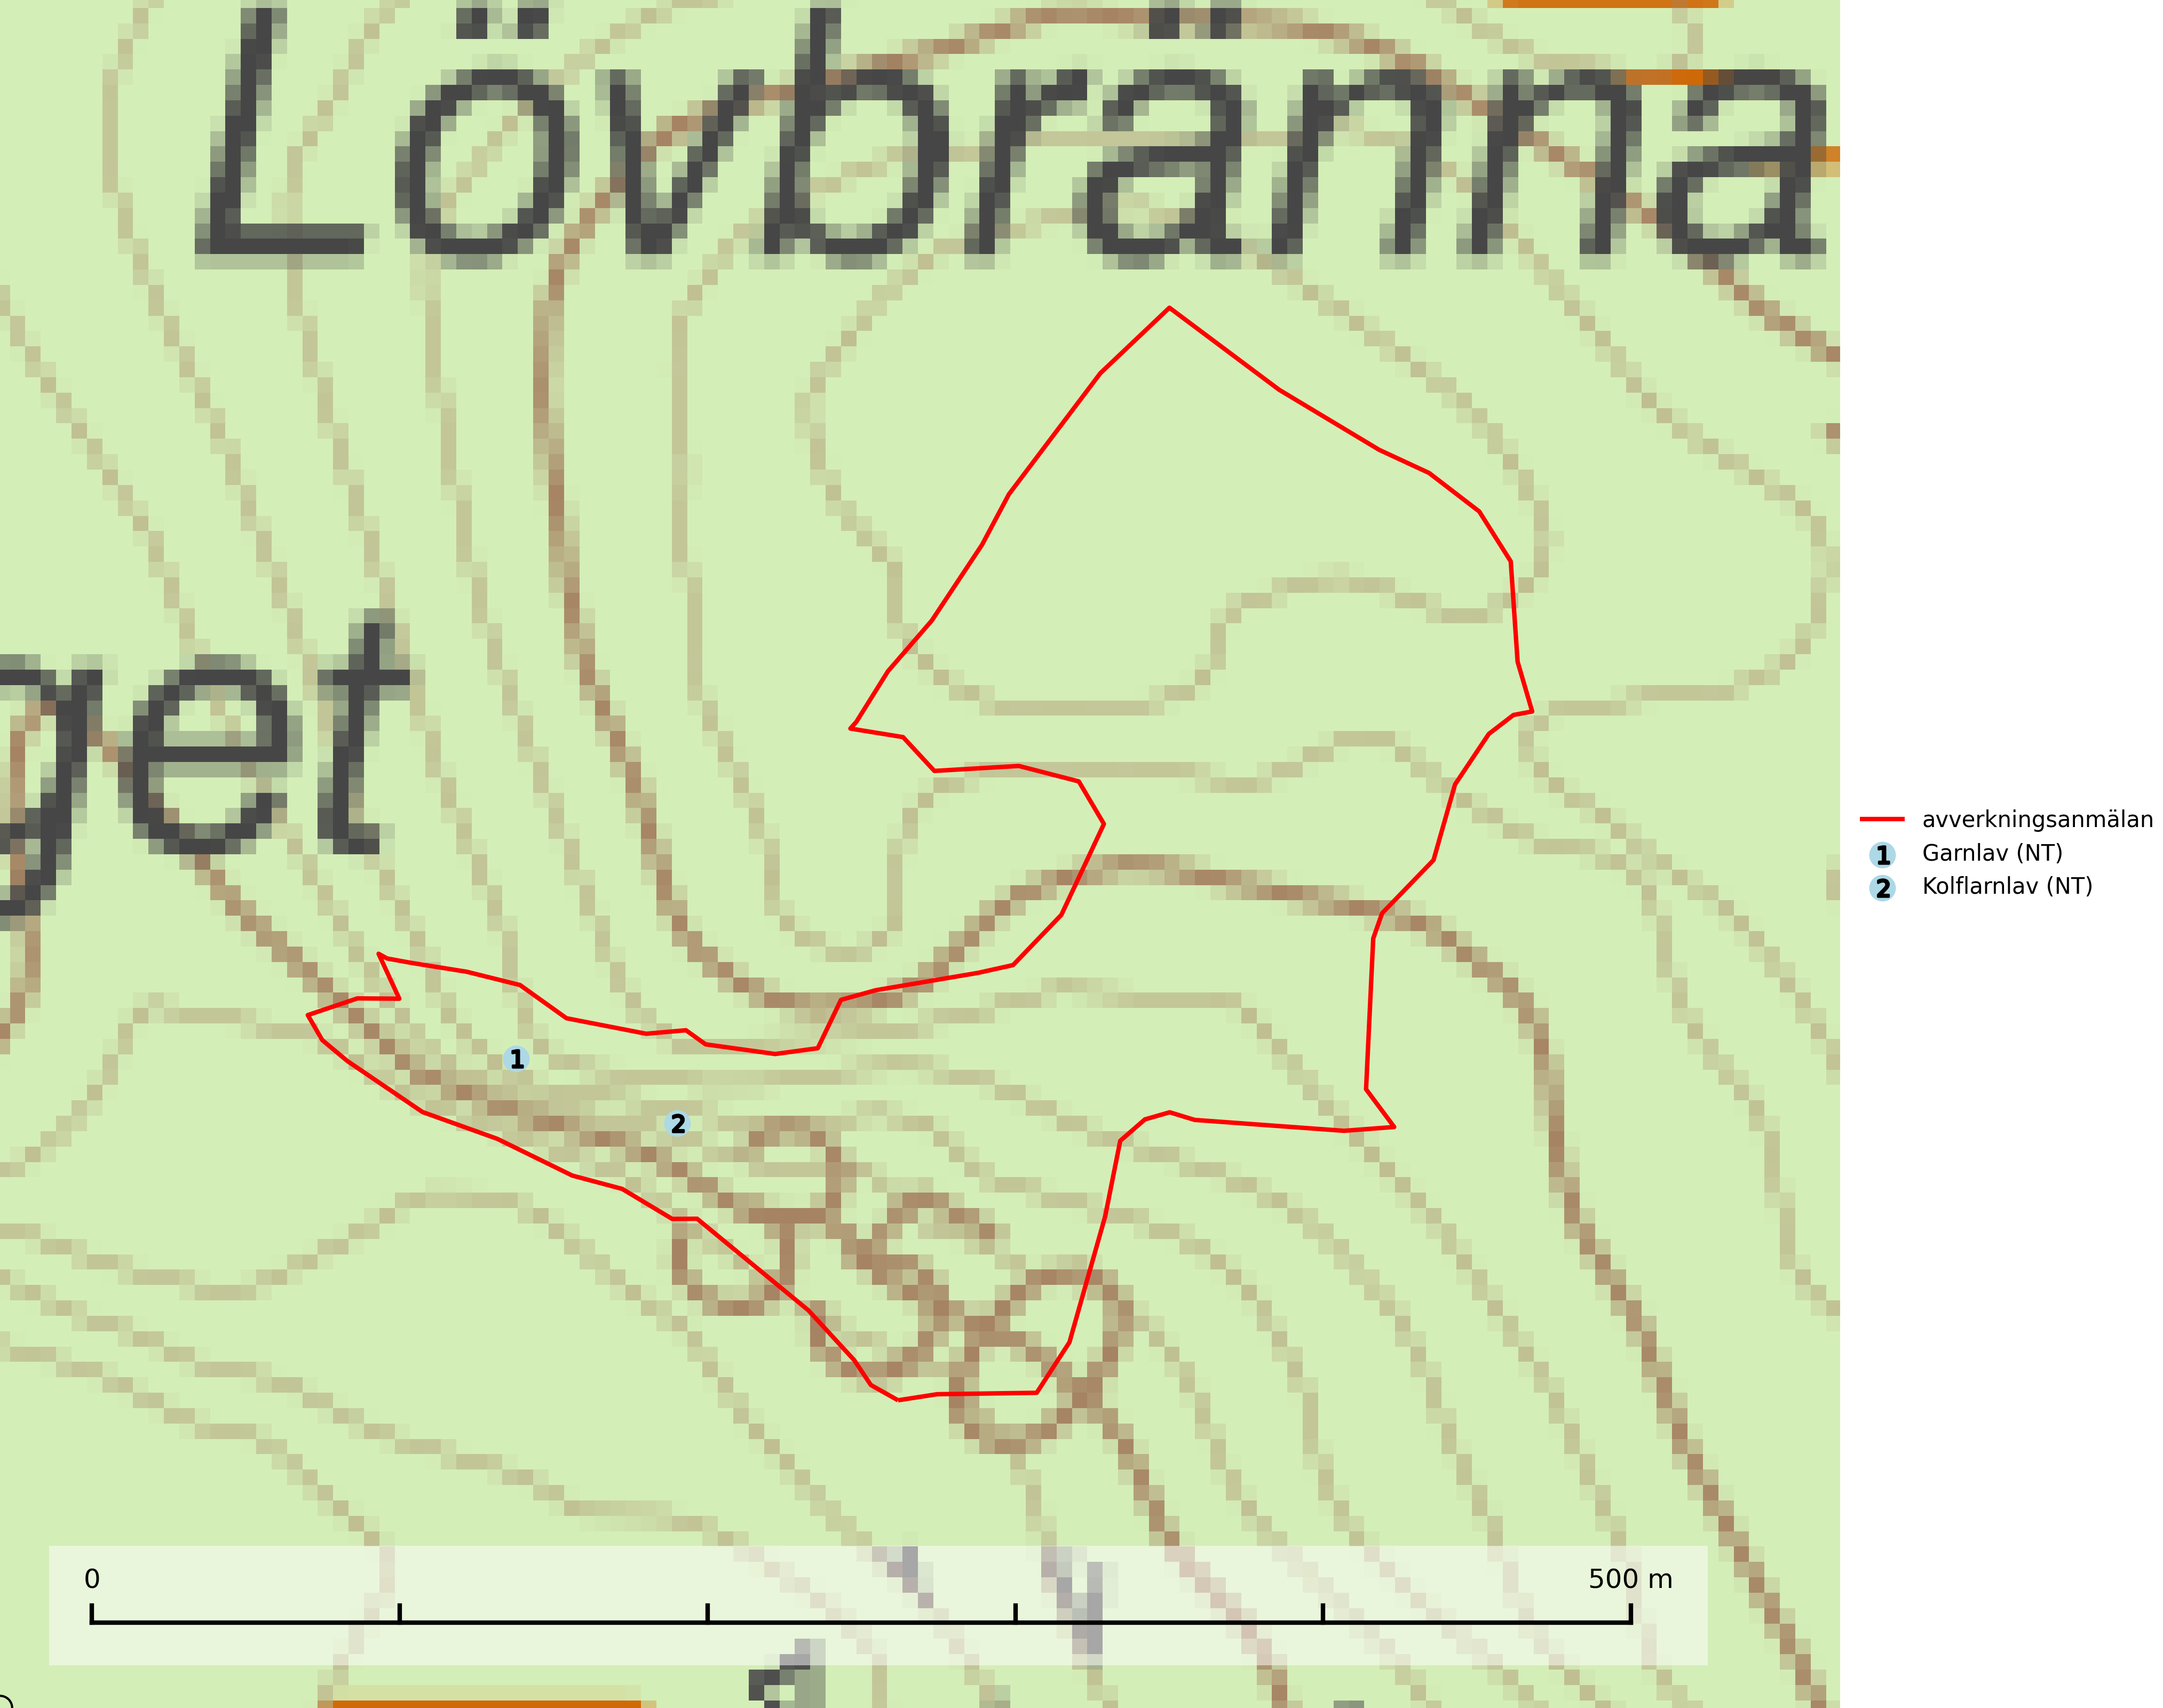 Lövbränna
get
1
2
avverkningsanmälan
1 Garnlav (NT)
2 Kolflarnlav (NT)
0
500 m